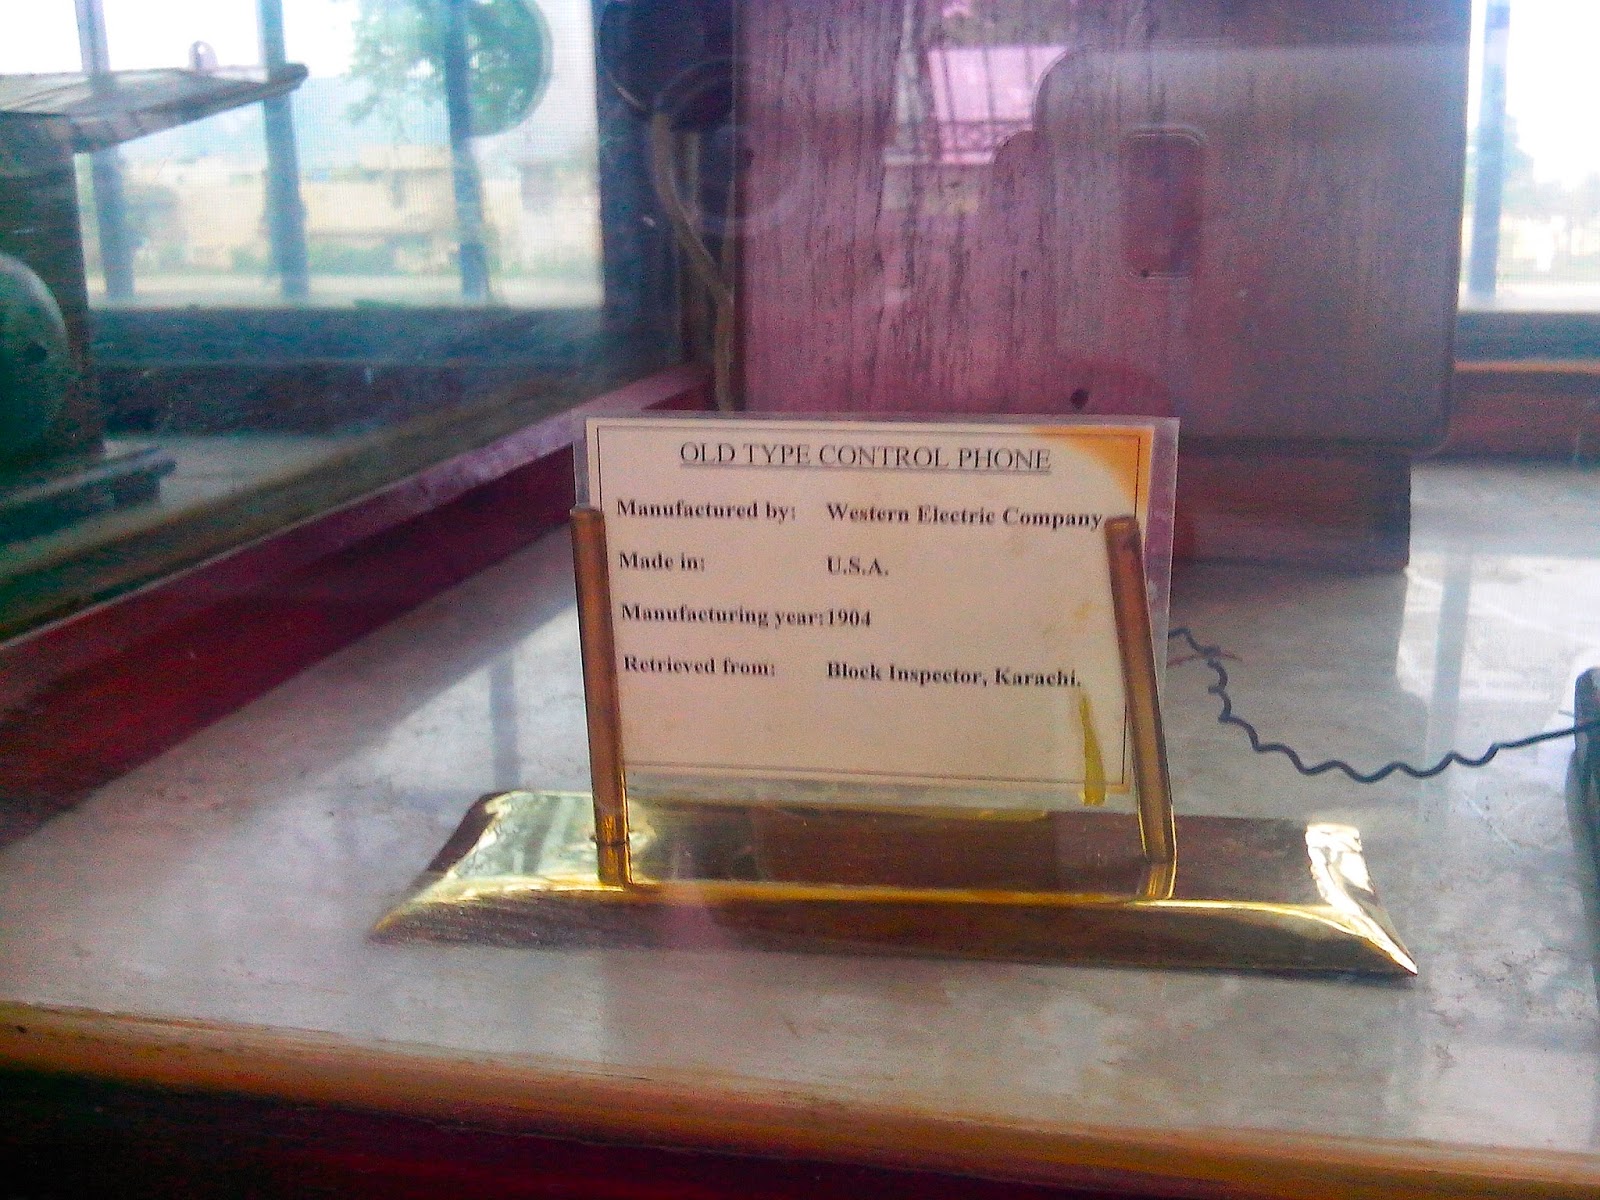 OLD TYPE CONTROL PHONE
Manufactured by: Western Electric Company
Made in: U.S.A.
Manufacturing year:1904
Retrieved from: Block Inspector, Karachi.